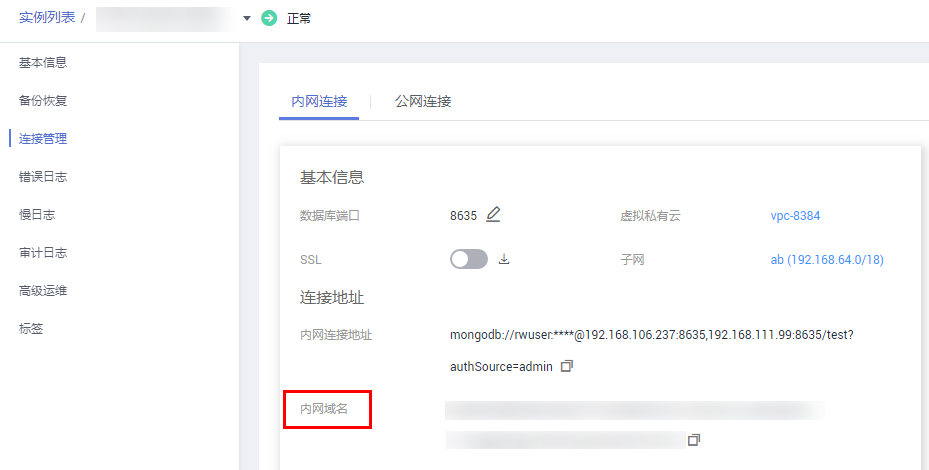 实例列表 /
正常
基本信息
备份恢复
连接管理
错误日志
慢日志
审计日志
高级运维
标签
内网连接
公网连接
基本信息
数据库端口 8635 虚拟私有云 vpc-8384
SSL 子网 ab (192.168.64.0/18)
连接地址
内网连接地址 mongodb://rwuser:****@192.168.106.237:8635,192.168.111.99:8635/test?
authSource=admin
内网域名